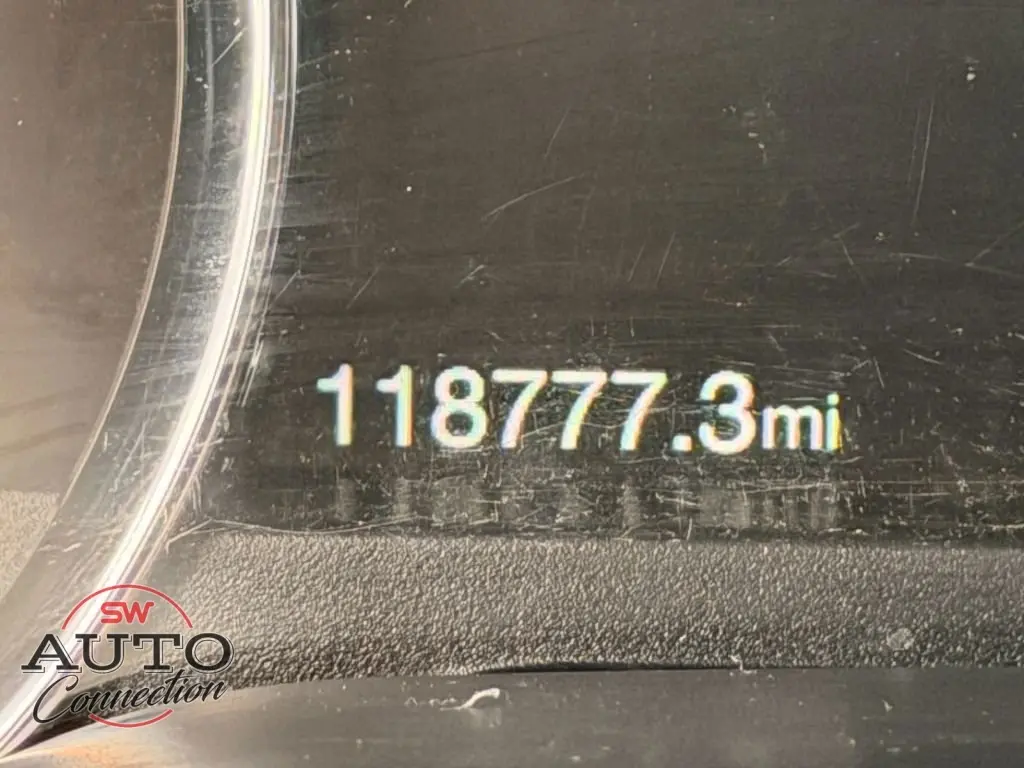 118777.3mi
SW
AUTO
Connection